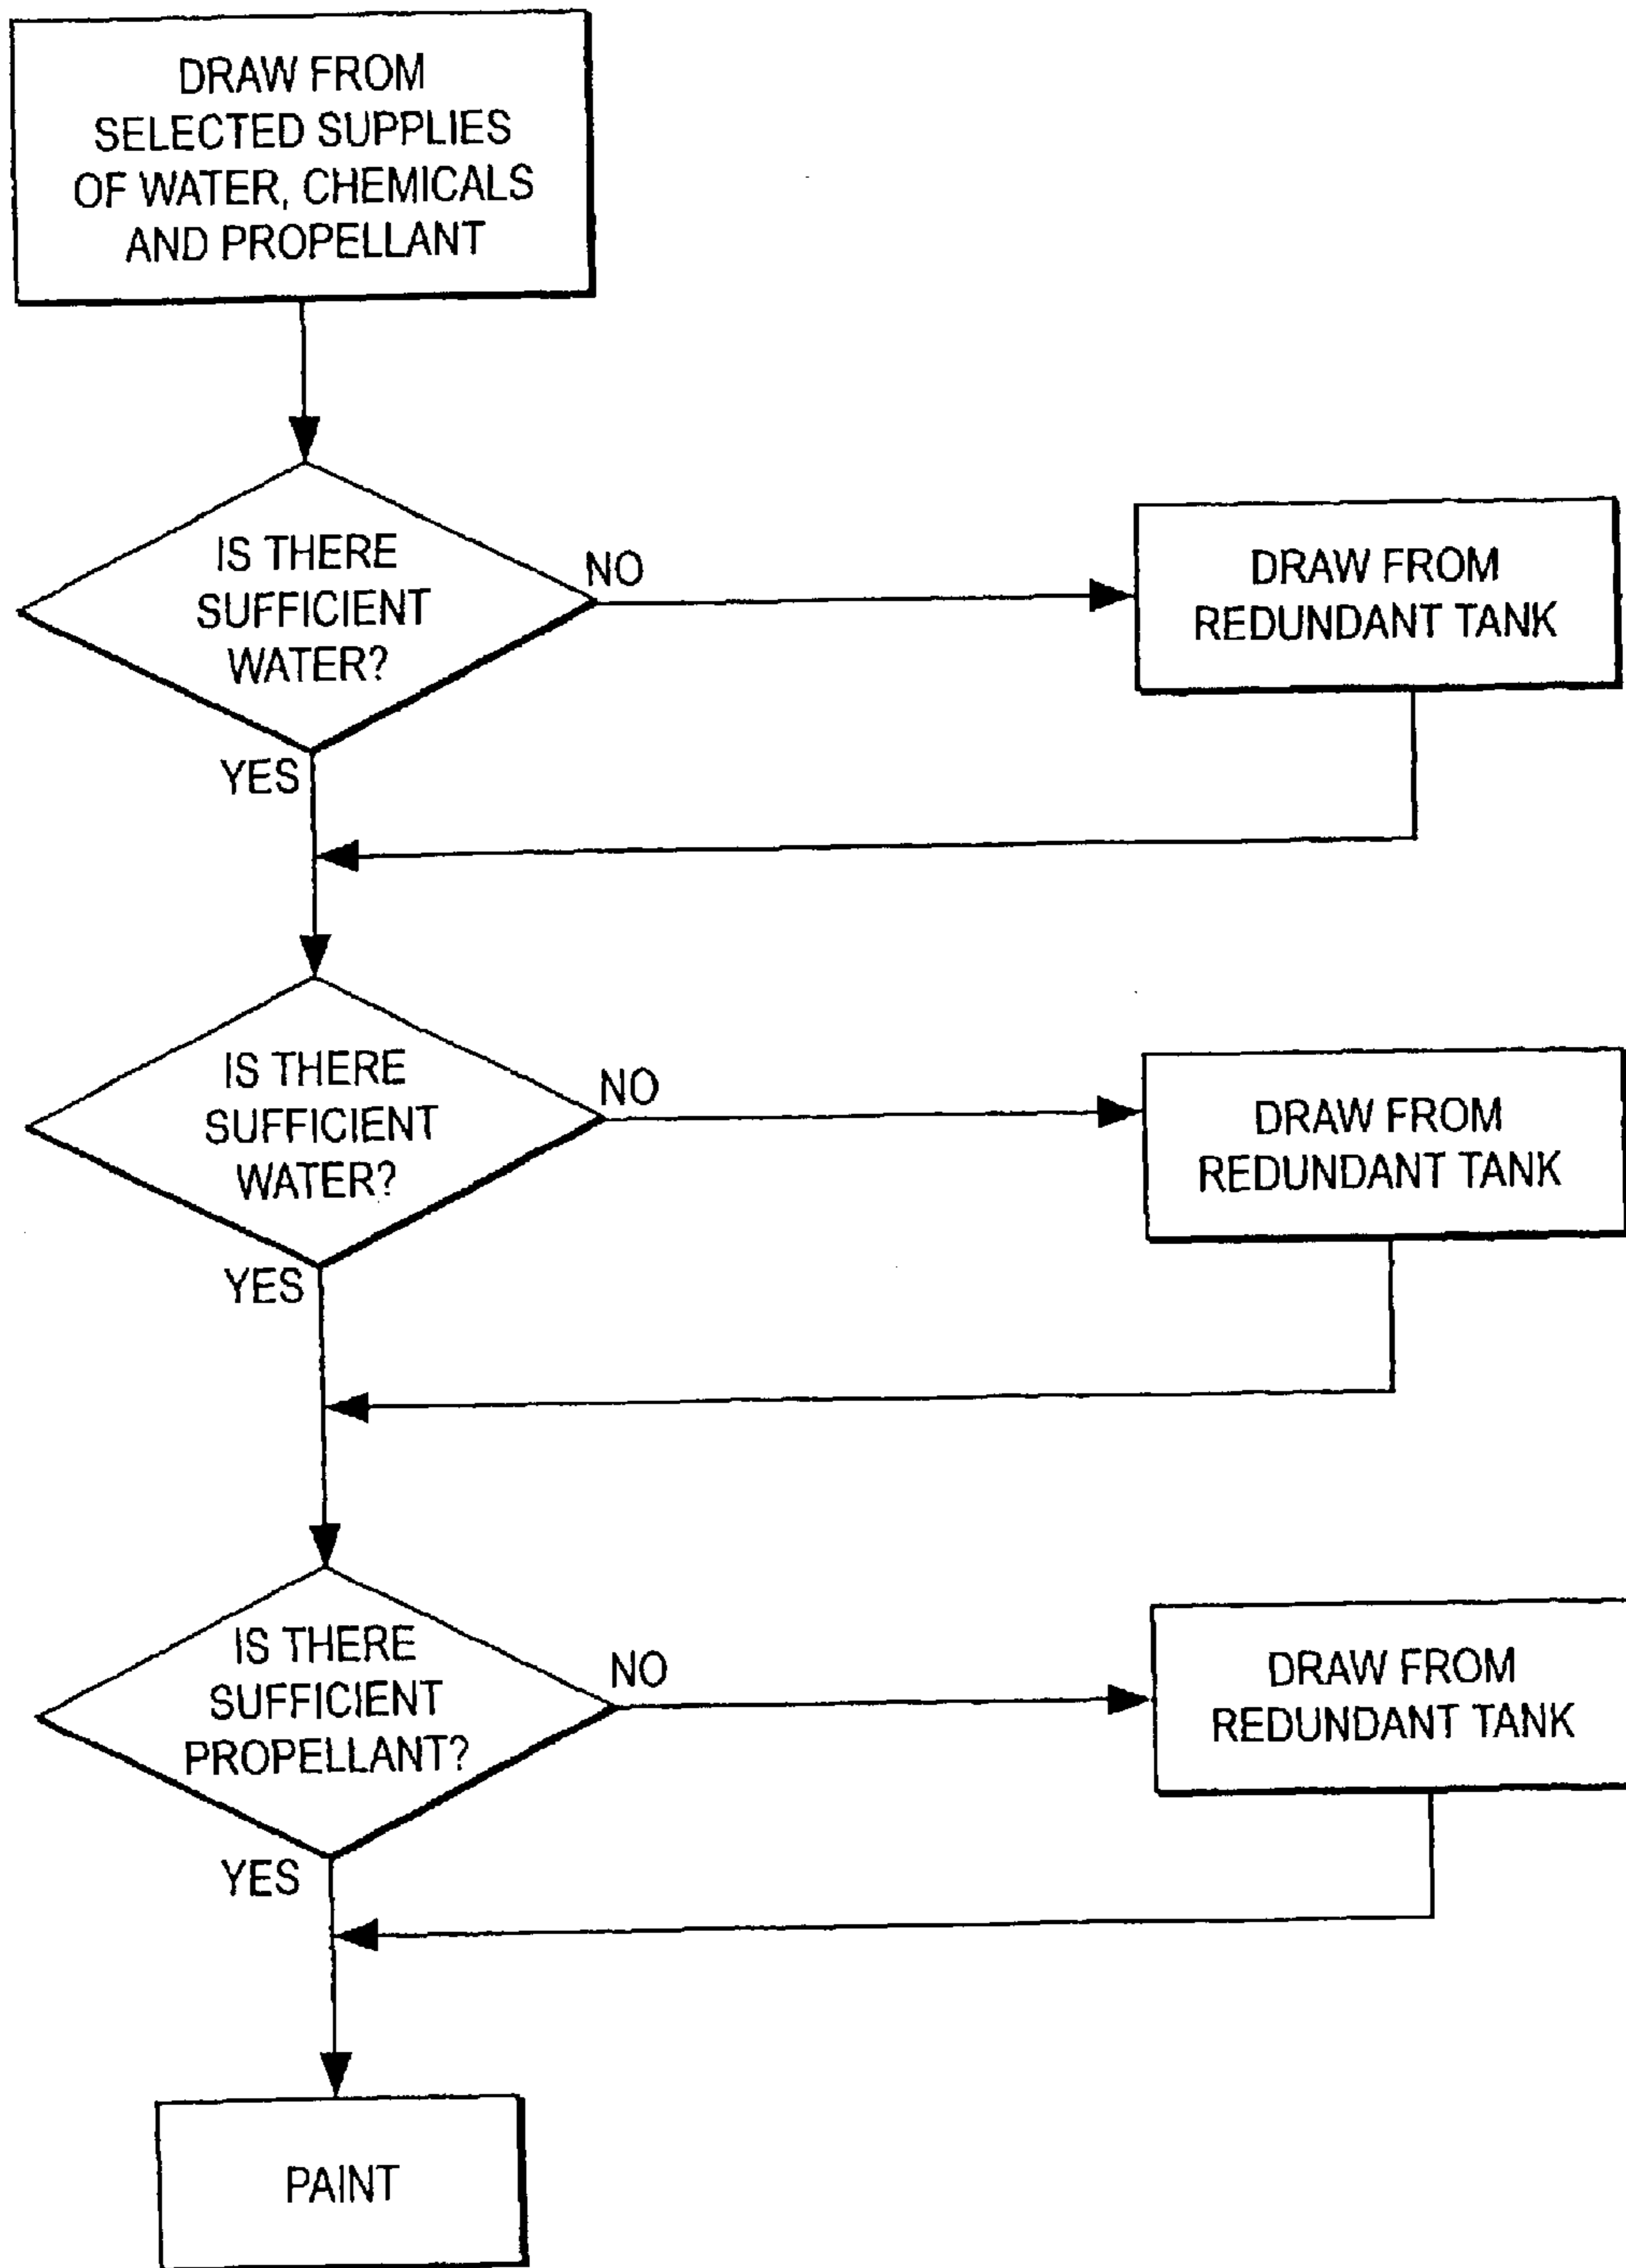 DRAW FROM
SELECTED SUPPLIES
OF WATER, CHEMICALS
AND PROPELLANT
IS THERE
SUFFICIENT
WATER?
NO
DRAW FROM
REDUNDANT TANK
YES
IS THERE
SUFFICIENT
WATER?
NO
DRAW FROM
REDUNDANT TANK
YES
IS THERE
SUFFICIENT
PROPELLANT?
NO
DRAW FROM
REDUNDANT TANK
YES
PAINT